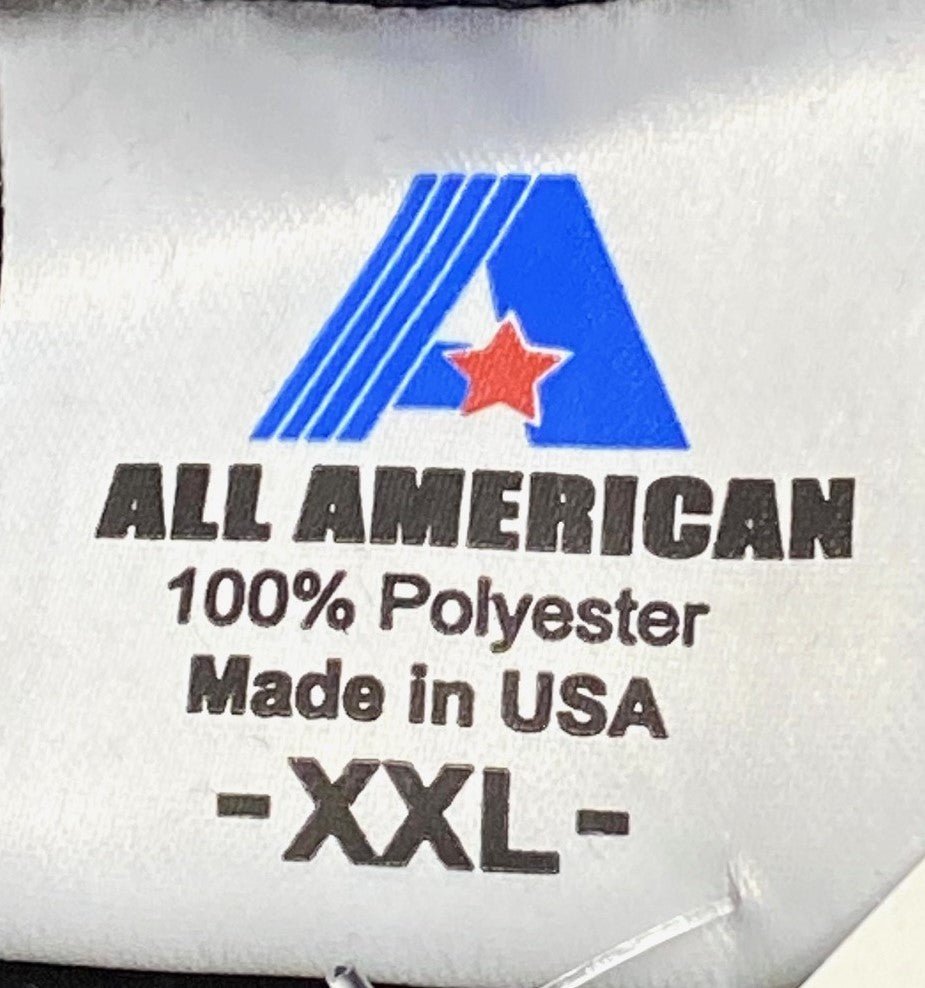 ALL AMERICAN
100% Polyester
Made in USA
-XXL-